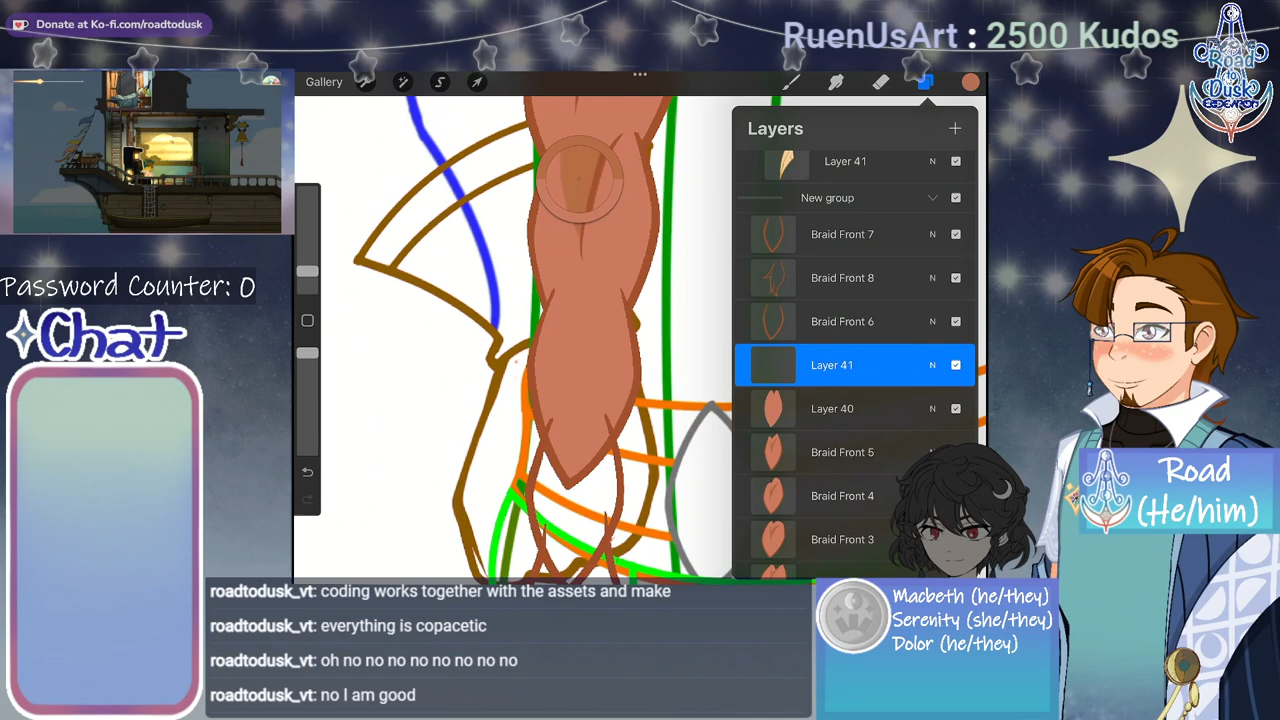 Donate at Ko-fi.com/roadtodusk
RuenUsArt : 2500 Kudos
Road
to
Dusk
Gallery
Layers
Layer 41
N
New group
Braid Front 7
N
Braid Front 8
N
Braid Front 6
N
Layer 41
N
Layer 40
N
Braid Front 5
Braid Front 4
Braid Front 3
Password Counter: 0
Chat
roadtodusk_vt: coding works together with the assets and make
roadtodusk_vt: everything is copacetic
roadtodusk_vt: oh no no no no no no no no
roadtodusk_vt: no I am good
Road
(He/him)
Macbeth (he/they)
Serenity (she/they)
Dolor (he/they)